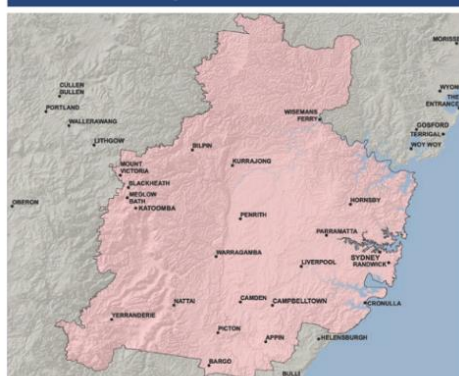 MORISSE
CULLEN
BULLEN
WYON
THE
ENTRANCE
PORTLAND
WISEMANS
FERRY
WALLERAWANG
GOSFORD
TERRIGAL
LITHGOW
BILPIN
WOY WOY
MOUNT
VICTORIA
KURRAJONG
BLACKHEATH
MEDLOW
BATH
OBERON
KATOOMBA
HORNSBY
PENRITH
PARRAMATTA
WARRAGAMBA
SYDNEY
RANDWICK
LIVERPOOL
NATTAI
CAMDEN
CAMPBELLTOWN
CRONULLA
YERRANDERIE
PICTON
APPIN
HELENSBURGH
BARGO
BULLI